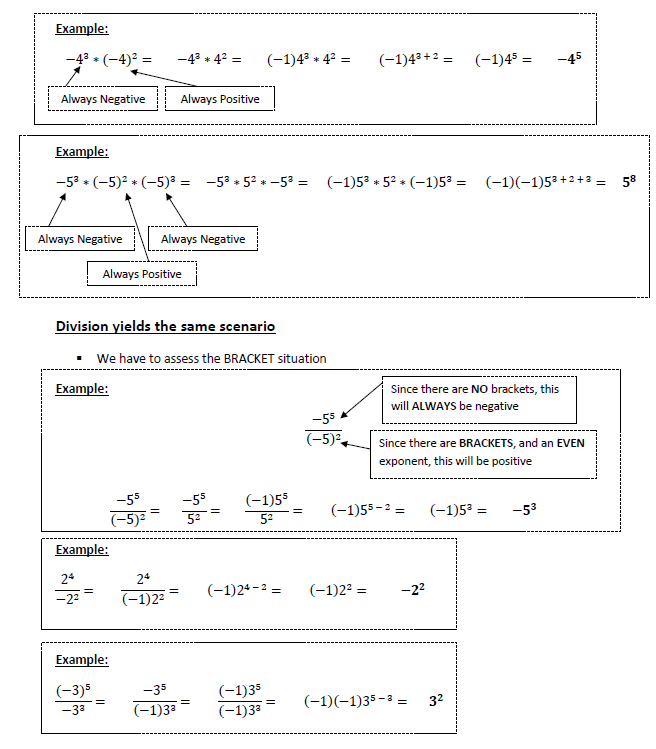 Example:
−4³ * (−4)² = −4³ * 4² = (−1)4³ * 4² = (−1)4³⁺² = (−1)4⁵ = −4⁵
Always Negative Always Positive
Example:
−5³ * (−5)² * (−5)³ = −5³ * 5² * −5³ = (−1)5³ * 5² * (−1)5³ = (−1)(−1)5³⁺²⁺³ = 5⁸
Always Negative Always Negative
Always Positive
Division yields the same scenario
▪ We have to assess the BRACKET situation
Example:
Since there are NO brackets, this
will ALWAYS be negative
−5⁵/(−5)²
Since there are BRACKETS, and an EVEN
exponent, this will be positive
−5⁵/(−5)² = −5⁵/5² = (−1)5⁵/5² = (−1)5⁵⁻² = (−1)5³ = −5³
Example:
2⁴/−2² = 2⁴/(−1)2² = (−1)2⁴⁻² = (−1)2² = −2²
Example:
(−3)⁵/−3³ = −3⁵/(−1)3³ = (−1)3⁵/(−1)3³ = (−1)(−1)3⁵⁻³ = 3²